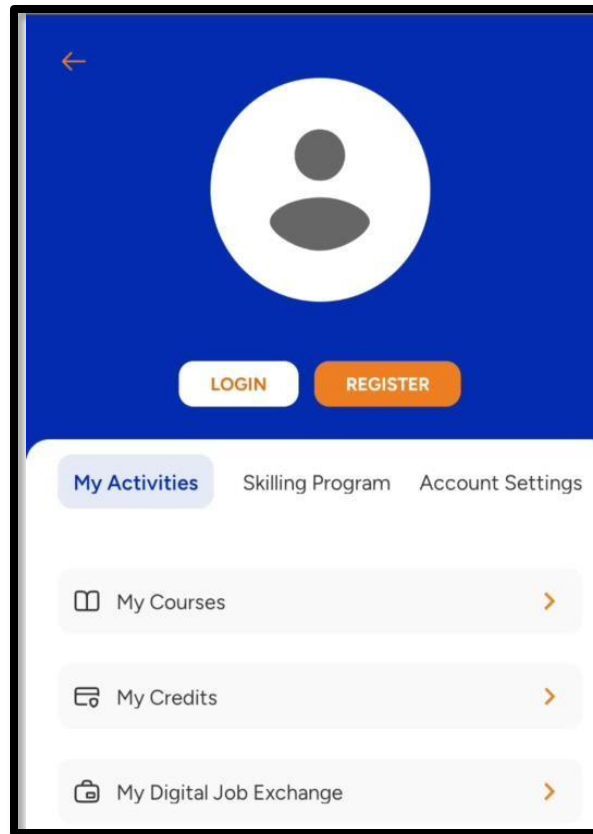 LOGIN REGISTER
My Activities Skilling Program Account Settings
My Courses
My Credits
My Digital Job Exchange